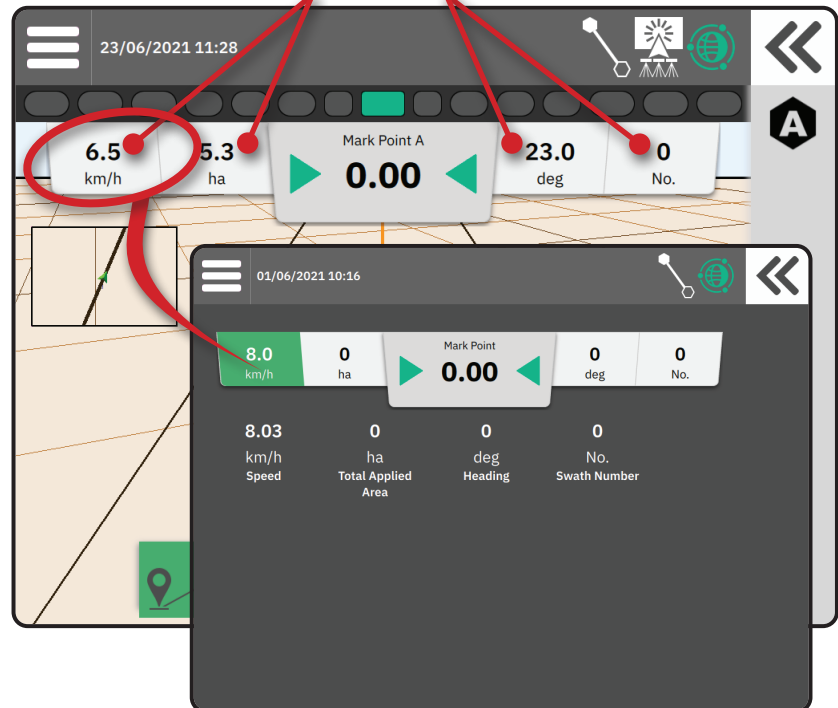 23/06/2021 11:28
A
6.5
km/h
5.3
ha
Mark Point A
0.00
23.0
deg
0
No.
01/06/2021 10:16
8.0
km/h
0
ha
Mark Point
0.00
0
deg
0
No.
8.03
km/h
Speed
0
ha
Total Applied
Area
0
deg
Heading
0
No.
Swath Number